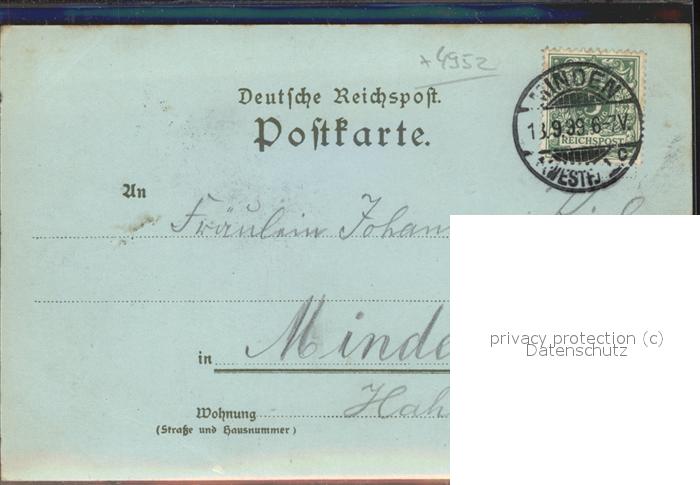 +4952
Deutsche Reichspost.
Postkarte.
MINDEN
13.9.99.6-7V.
REICHSPOST
c
(WESTF.)
An
Fräulein Johan
in Minde
privacy protection (c)
Datenschutz
Wohnung Hah
(Straße und Hausnummer)